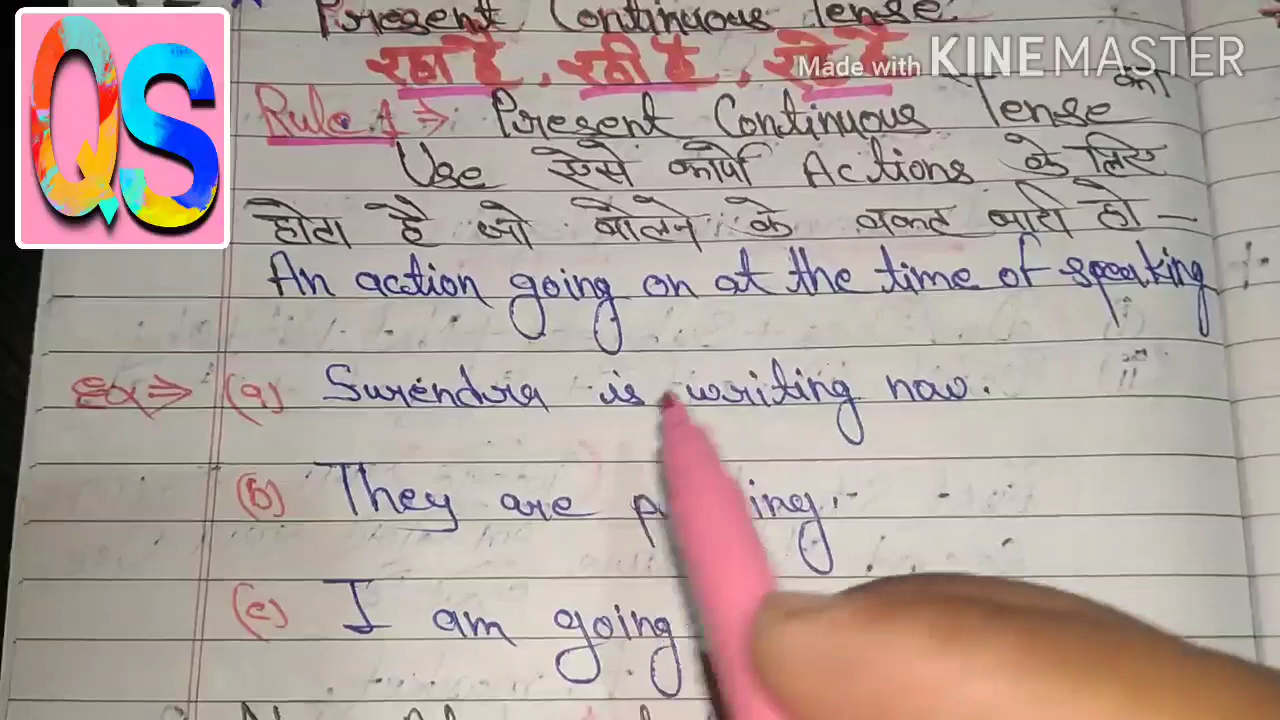 QS
Present Continuous Tense
रहा है, रही है, रहे हैं
Made with KINEMASTER
Rule 1 ⇒ Present Continuous Tense का
Use ऐसे कार्यो Actions के लिए
होता है जो बोलने के वक्त जारी हो —
An action going on at the time of speaking
Ex ⇒ (a) Surendra is writing now.
(b) They are
(c) I am going